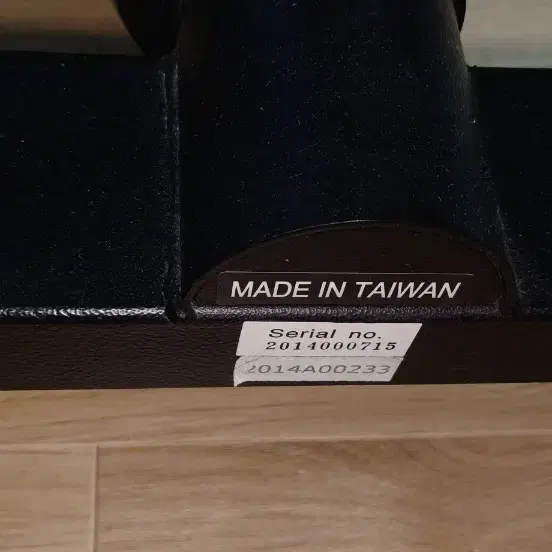 MADE IN TAIWAN
Serial no.
2014000715
2014A00233